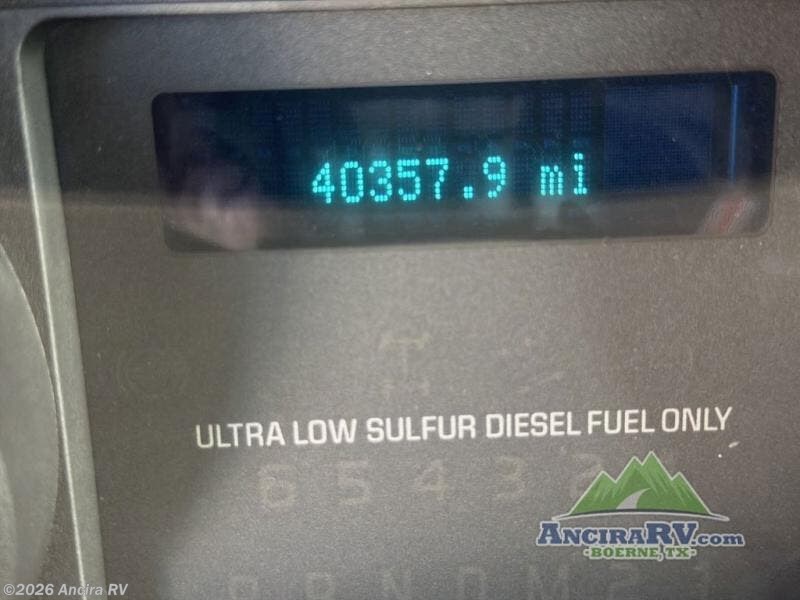 40357.9 mi
ULTRA LOW SULFUR DIESEL FUEL ONLY
6 5 4 3 2
ANCIRARV.com
-BOERNE, TX-
©2026 Ancira RV